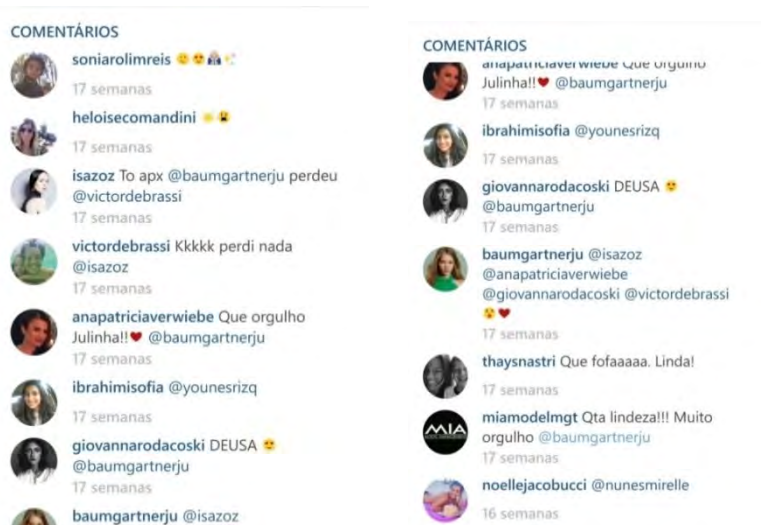 COMENTÁRIOS
soniarolimreis 😊😍👩‍🎤✨
17 semanas
heloisecomandini ☀️😫
17 semanas
isazoz To apx @baumgartnerju perdeu
@victordebrassi
17 semanas
victordebrassi Kkkkk perdi nada
@isazoz
17 semanas
anapatriciaverwiebe Que orgulho
Julinha!!❤ @baumgartnerju
17 semanas
ibrahimisofia @younesrizq
17 semanas
giovannarodacoski DEUSA 😍
@baumgartnerju
17 semanas
baumgartnerju @isazoz
COMENTÁRIOS
anapatriciaverwiebe Que orgulho
Julinha!!❤ @baumgartnerju
17 semanas
ibrahimisofia @younesrizq
17 semanas
giovannarodacoski DEUSA 😍
@baumgartnerju
17 semanas
baumgartnerju @isazoz
@anapatriciaverwiebe
@giovannarodacoski @victordebrassi
😲❤
17 semanas
thaysnastri Que fofaaaaa. Linda!
17 semanas
MIA
miamodelmgt Qta lindeza!!! Muito
orgulho @baumgartnerju
17 semanas
noellejacobucci @nunesmirelle
16 semanas